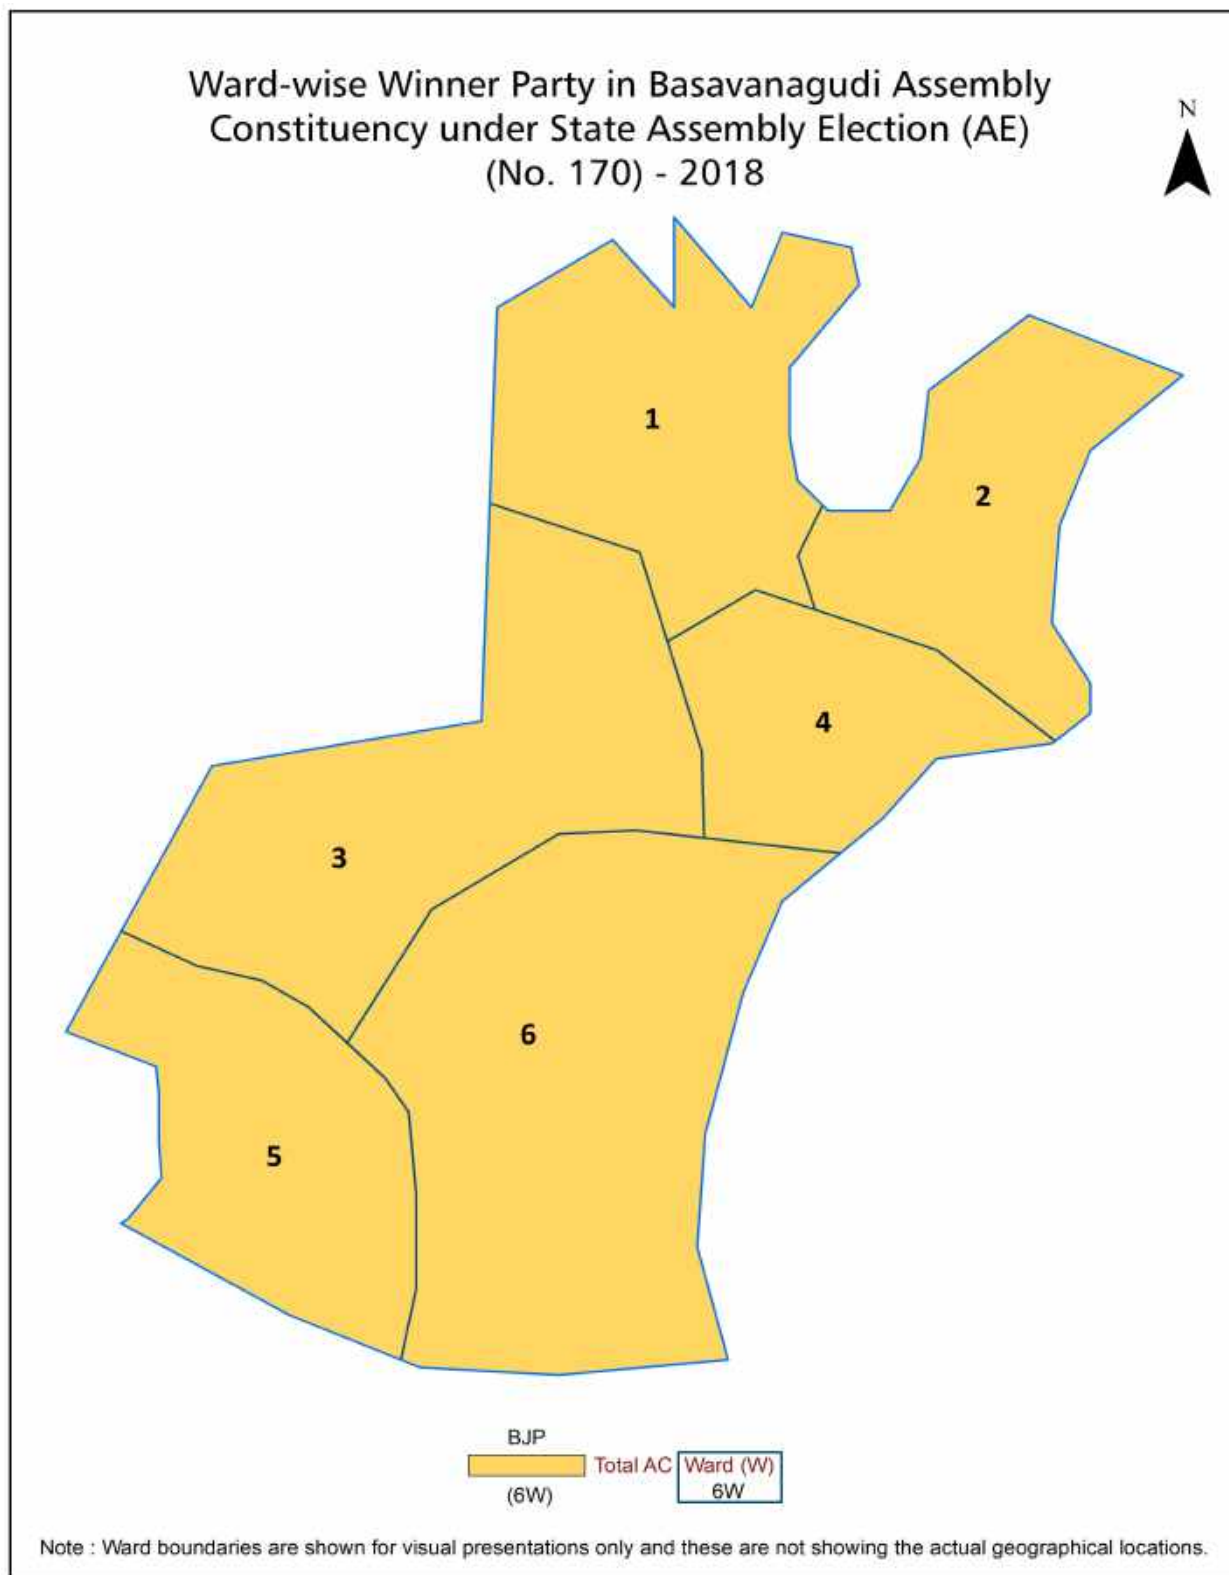 Ward-wise Winner Party in Basavanagudi Assembly
Constituency under State Assembly Election (AE)
(No. 170) - 2018
N
1
2
4
3
6
5
BJP
Total AC
Ward (W)
(6W)
6W
Note : Ward boundaries are shown for visual presentations only and these are not showing the actual geographical locations.